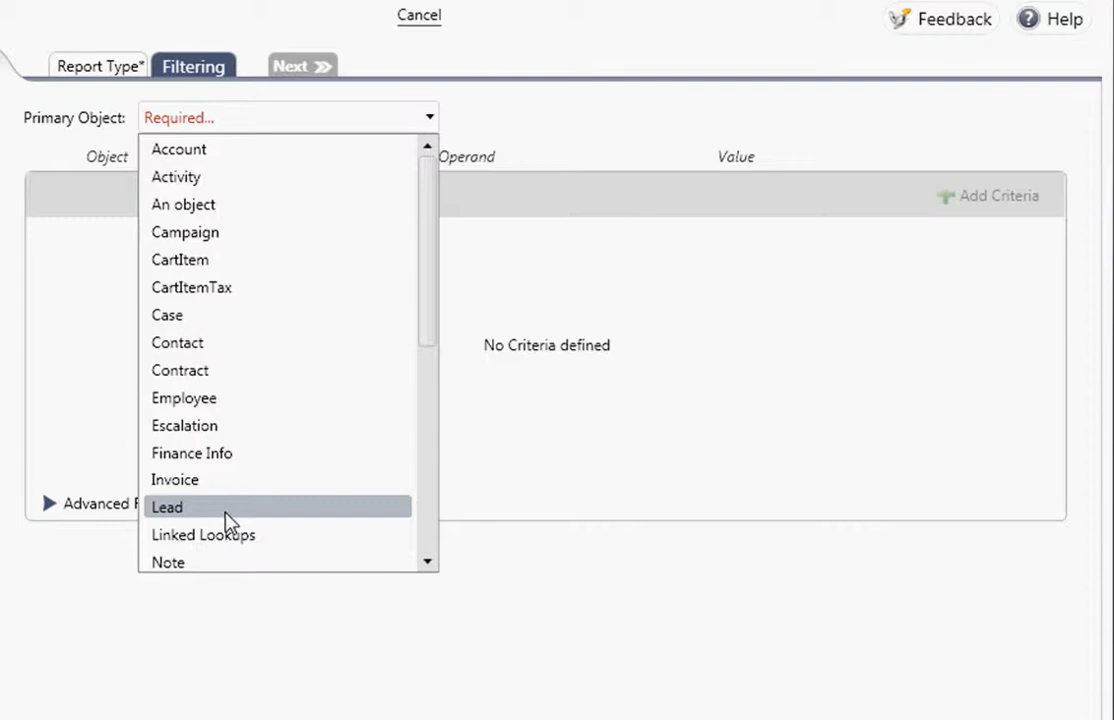 Cancel
Feedback
Help
Report Type*
Filtering
Next
Primary Object:
Required...
Object
Operand
Value
Add Criteria
Account
Activity
An object
Campaign
CartItem
CartItemTax
Case
Contact
Contract
Employee
Escalation
Finance Info
Invoice
Lead
Linked Lookups
Note
No Criteria defined
Advanced F